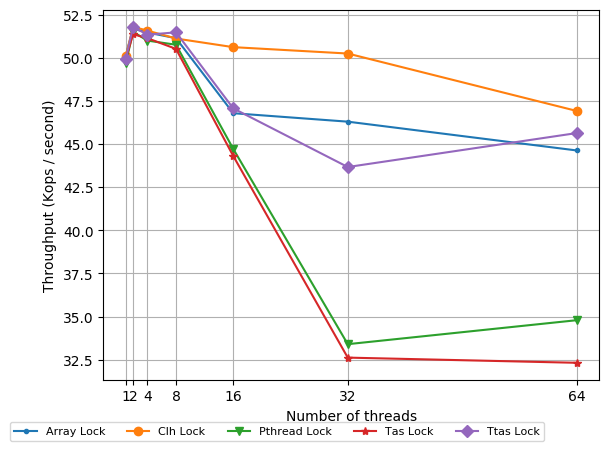 52.5
50.0
47.5
45.0
42.5
40.0
37.5
35.0
32.5
Throughput (Kops / second)
1 2 4 8 16 32 64
Number of threads
Array Lock Clh Lock Pthread Lock Tas Lock Ttas Lock